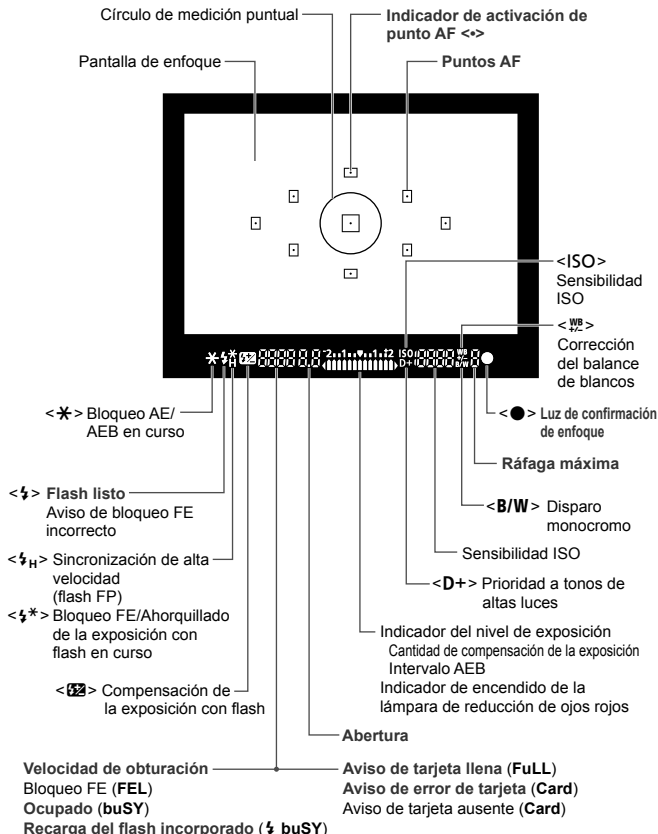 Círculo de medición puntual
Indicador de activación de
punto AF <•>
Pantalla de enfoque
Puntos AF
<ISO>
Sensibilidad
ISO
<WB +/->
Corrección
del balance
de blancos
-2..1..▼..1..+2 ISO WB +/-
D+ B/W
<✱> Bloqueo AE/
AEB en curso
<●> Luz de confirmación
de enfoque
Ráfaga máxima
<⚡> Flash listo
Aviso de bloqueo FE
incorrecto
<B/W> Disparo
monocromo
Sensibilidad ISO
<⚡H> Sincronización de alta
velocidad
(flash FP)
<D+> Prioridad a tonos de
altas luces
<⚡*> Bloqueo FE/Ahorquillado
de la exposición con
flash en curso
Indicador del nivel de exposición
Cantidad de compensación de la exposición
Intervalo AEB
Indicador de encendido de la
lámpara de reducción de ojos rojos
<⚡±> Compensación de
la exposición con flash
Abertura
Velocidad de obturación
Bloqueo FE (FEL)
Ocupado (buSY)
Recarga del flash incorporado (⚡ buSY)
Aviso de tarjeta llena (FuLL)
Aviso de error de tarjeta (Card)
Aviso de tarjeta ausente (Card)